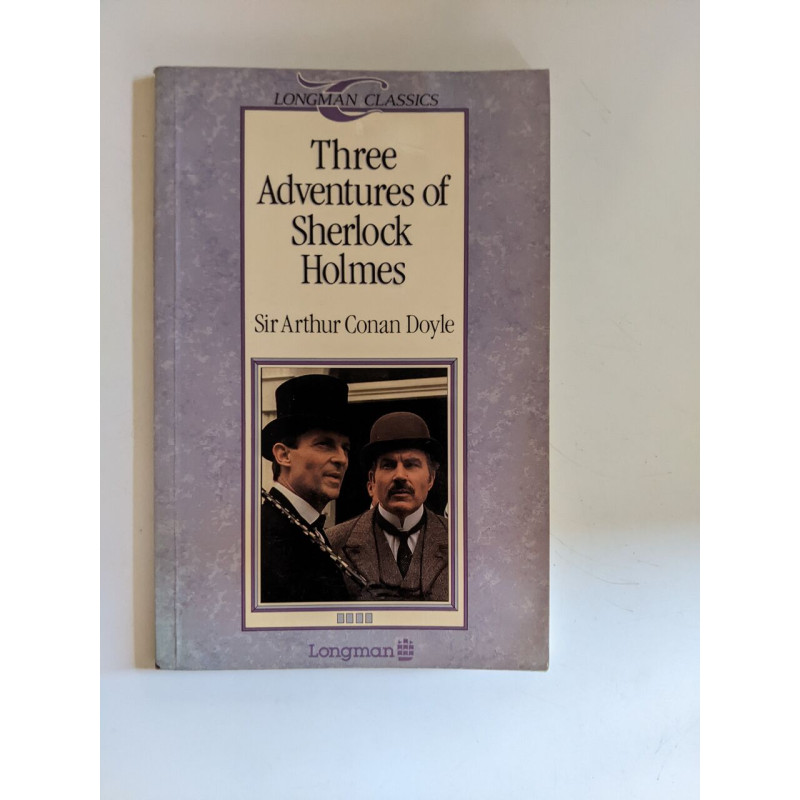 LONGMAN CLASSICS
Three
Adventures of
Sherlock
Holmes
Sir Arthur Conan Doyle
Longman